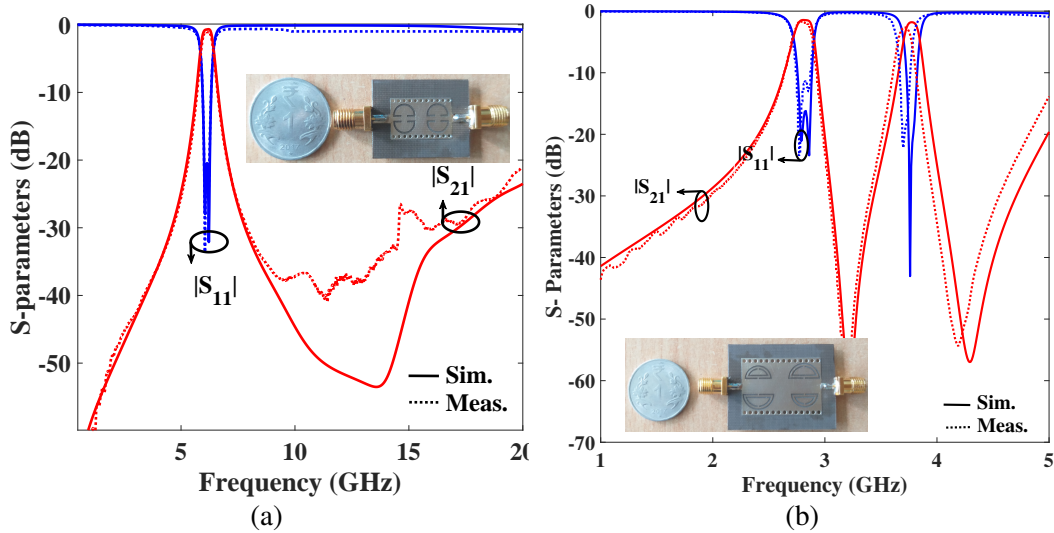 0
-10
-20
-30
-40
-50
S-parameters (dB)
|S21|
|S11|
Sim.
Meas.
5
10
15
20
Frequency (GHz)
(a)
0
-10
-20
-30
-40
-50
-60
-70
S- Parameters (dB)
|S11|
|S21|
Sim.
Meas.
1
2
3
4
5
Frequency (GHz)
(b)